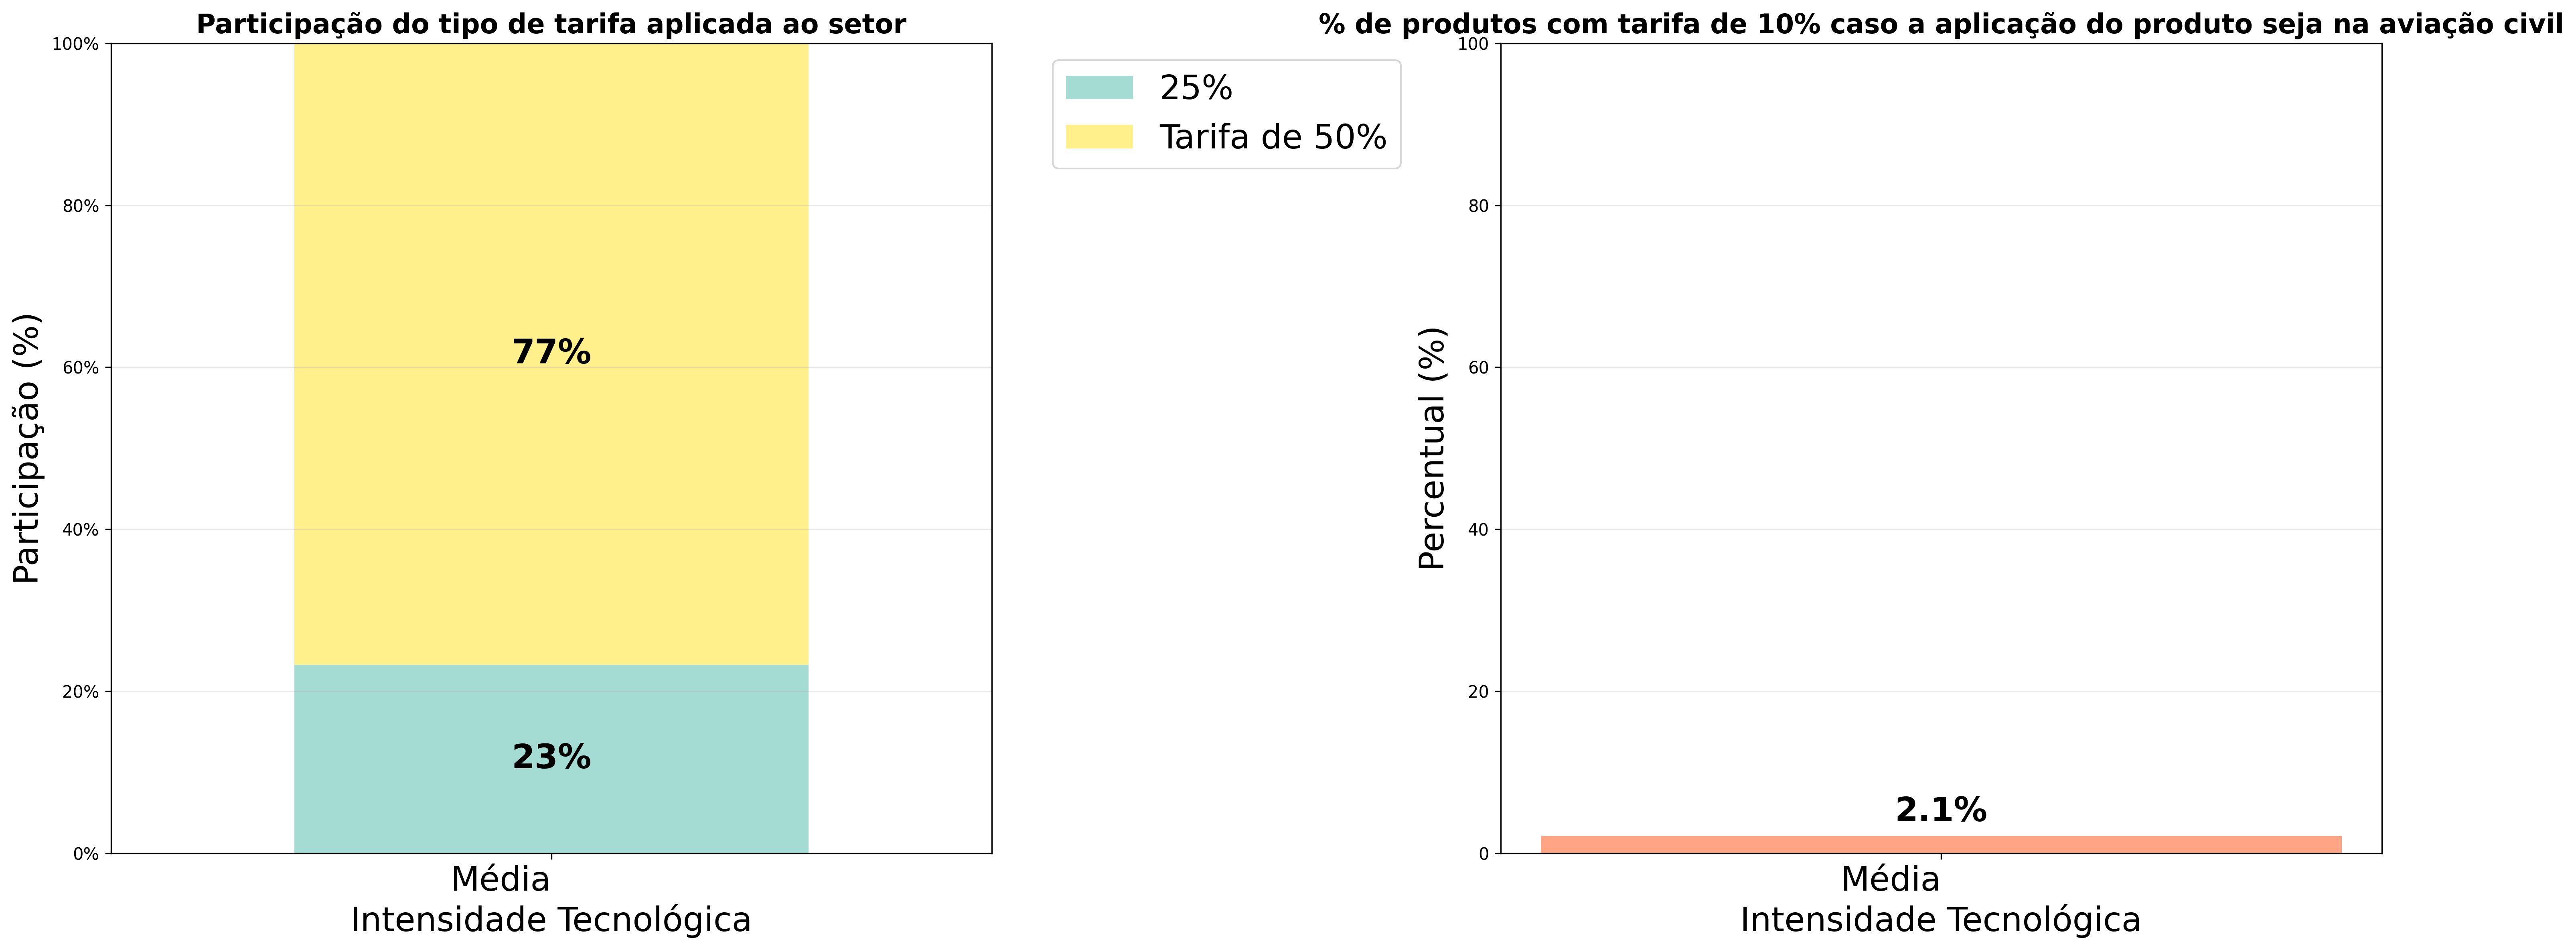 Participação do tipo de tarifa aplicada ao setor
100%
80%
60%
40%
20%
0%
Participação (%)
77%
23%
Média
Intensidade Tecnológica
25%
Tarifa de 50%
% de produtos com tarifa de 10% caso a aplicação do produto seja na aviação civil
100
80
60
40
20
0
Percentual (%)
2.1%
Média
Intensidade Tecnológica